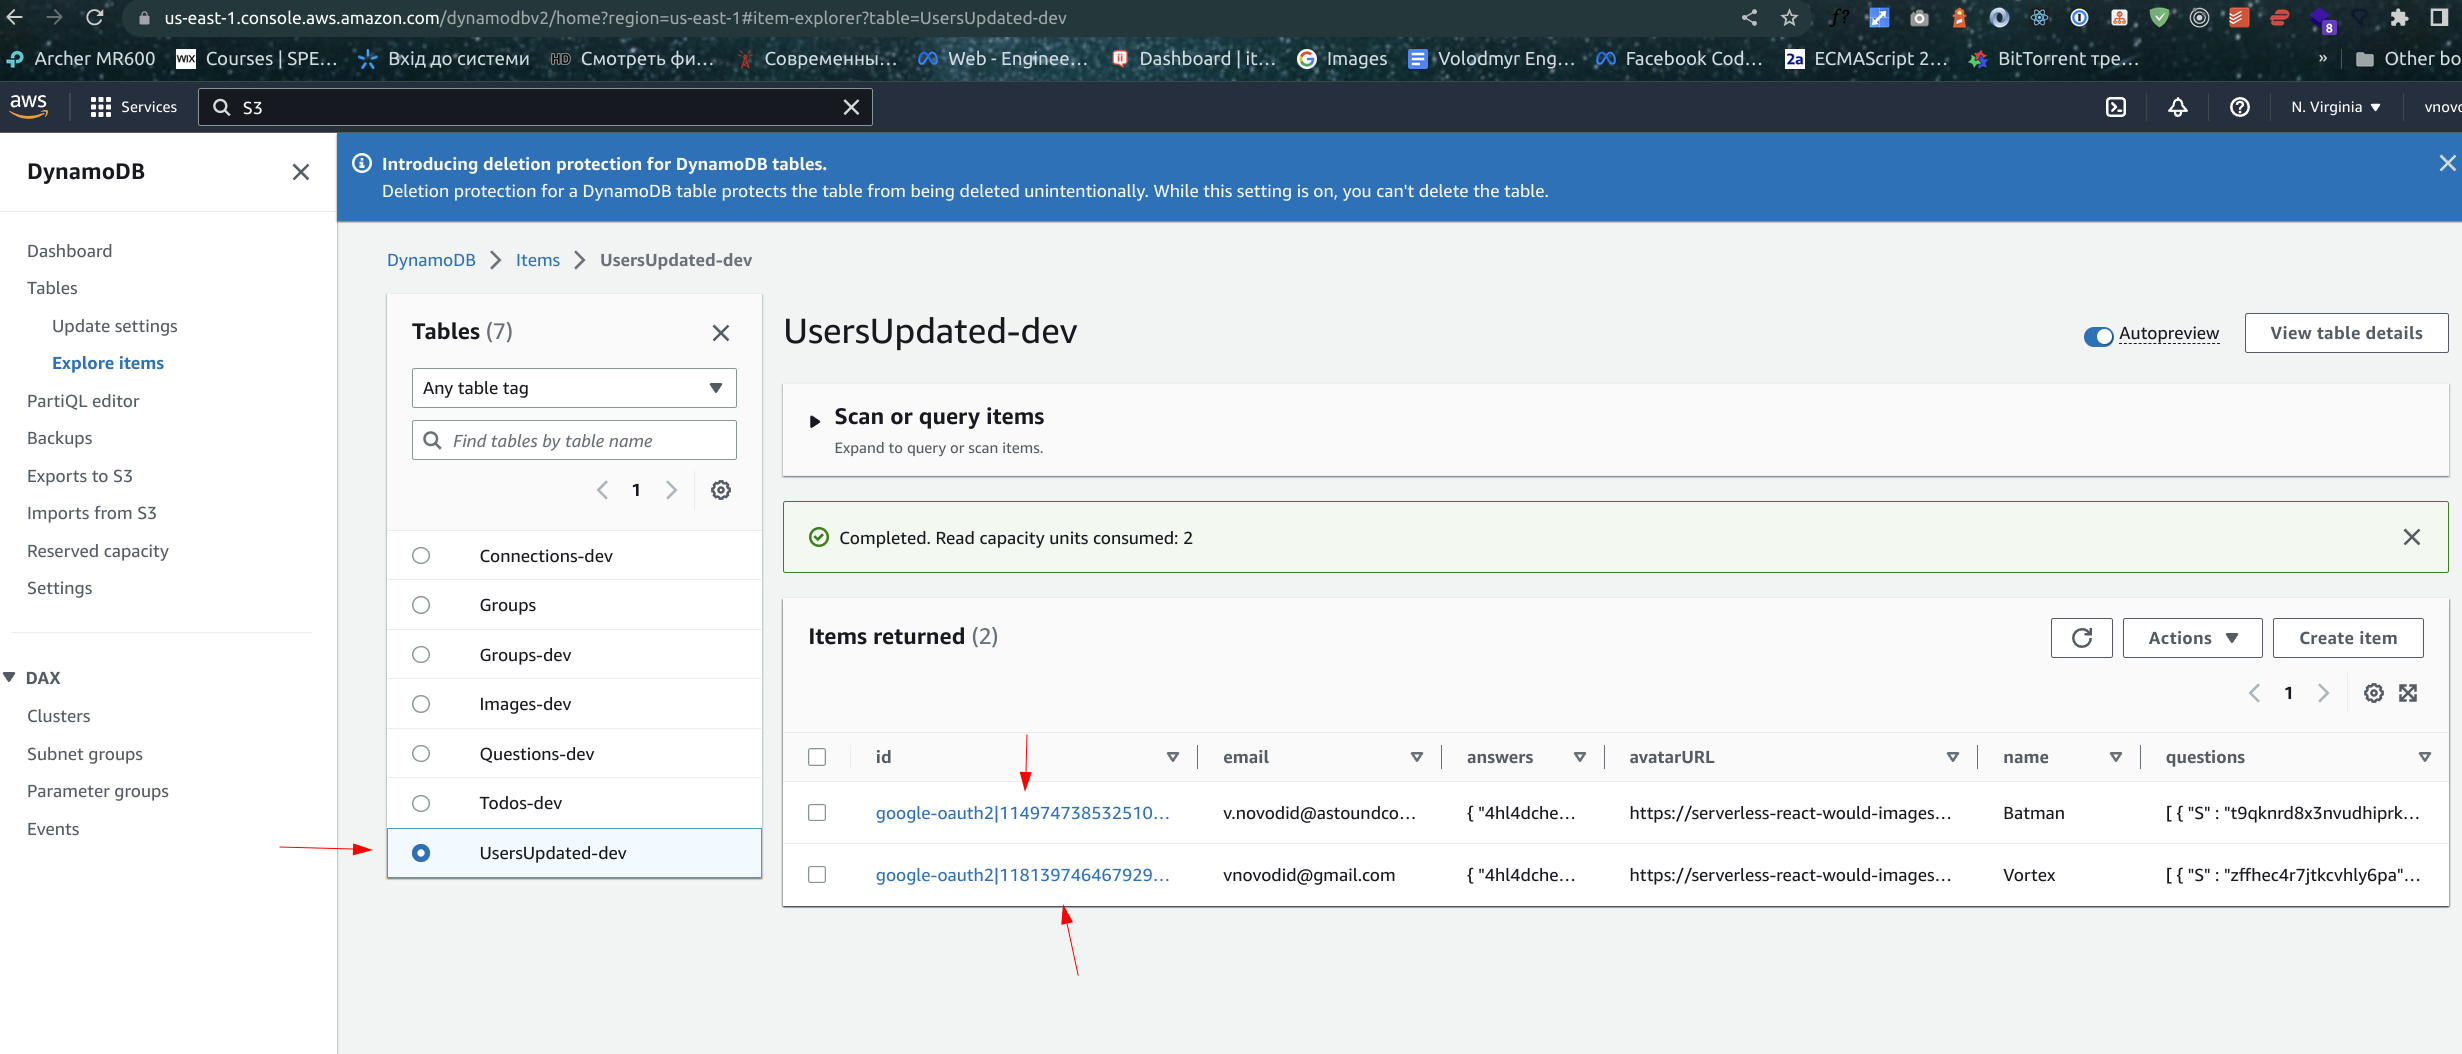 us-east-1.console.aws.amazon.com/dynamodbv2/home?region=us-east-1#item-explorer?table=UsersUpdated-dev
f?
8
Archer MR600
WIX
Courses | SPE...
Вхід до системи
HD
Смотреть фи...
Современны...
Web - Enginee...
Dashboard | it...
Images
Volodmyr Eng...
Facebook Cod...
2a
ECMAScript 2...
BitTorrent тре...
»
Other bo
aws
Services
S3
N. Virginia
vnovo
DynamoDB
Introducing deletion protection for DynamoDB tables.
Deletion protection for a DynamoDB table protects the table from being deleted unintentionally. While this setting is on, you can't delete the table.
Dashboard
Tables
Update settings
Explore items
PartiQL editor
Backups
Exports to S3
Imports from S3
Reserved capacity
Settings
DAX
Clusters
Subnet groups
Parameter groups
Events
DynamoDB > Items > UsersUpdated-dev
Tables (7)
Any table tag
Find tables by table name
1
Connections-dev
Groups
Groups-dev
Images-dev
Questions-dev
Todos-dev
UsersUpdated-dev
UsersUpdated-dev
Autopreview
View table details
Scan or query items
Expand to query or scan items.
Completed. Read capacity units consumed: 2
Items returned (2)
Actions
Create item
1
id email answers avatarURL name questions
google-oauth2|114974738532510... v.novodid@astoundco... { "4hl4dche... https://serverless-react-would-images... Batman [ { "S" : "t9qknrd8x3nvudhiprk...
google-oauth2|118139746467929... vnovodid@gmail.com { "4hl4dche... https://serverless-react-would-images... Vortex [ { "S" : "zffhec4r7jtkcvhly6pa"...